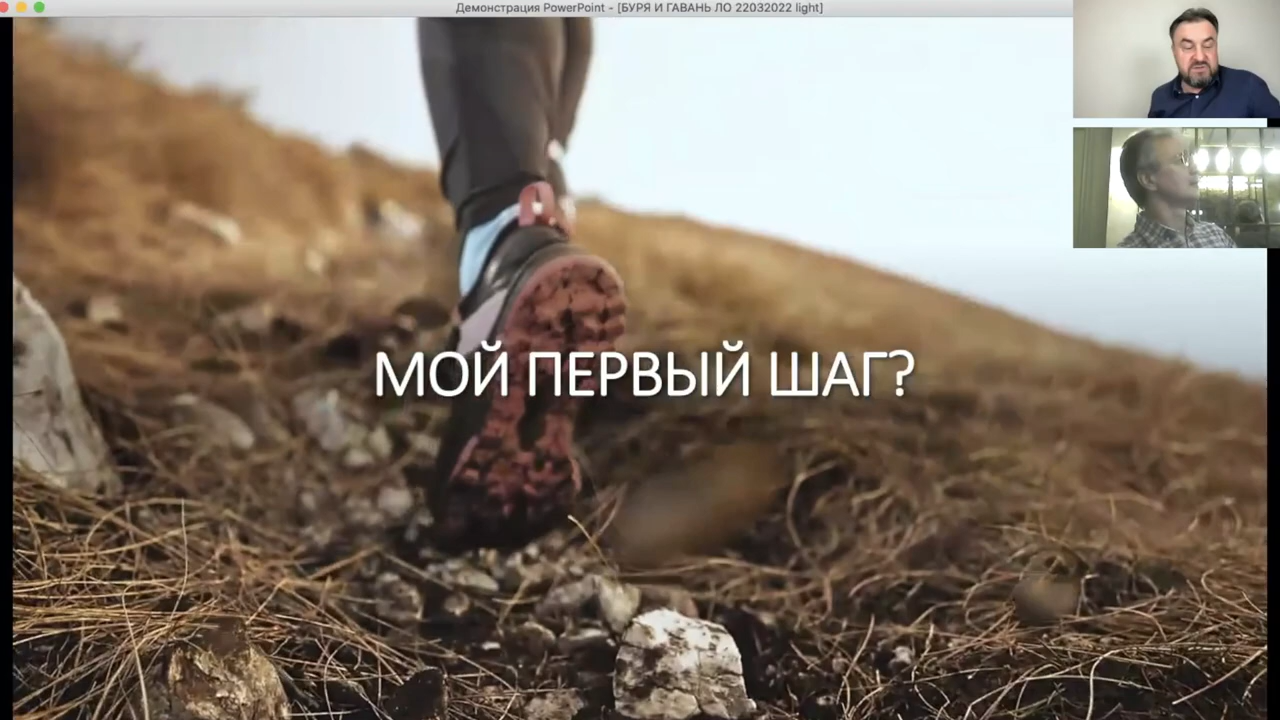 Демонстрация PowerPoint - [БУРЯ И ГАВАНЬ ЛО 22032022 light]
МОЙ ПЕРВЫЙ ШАГ?